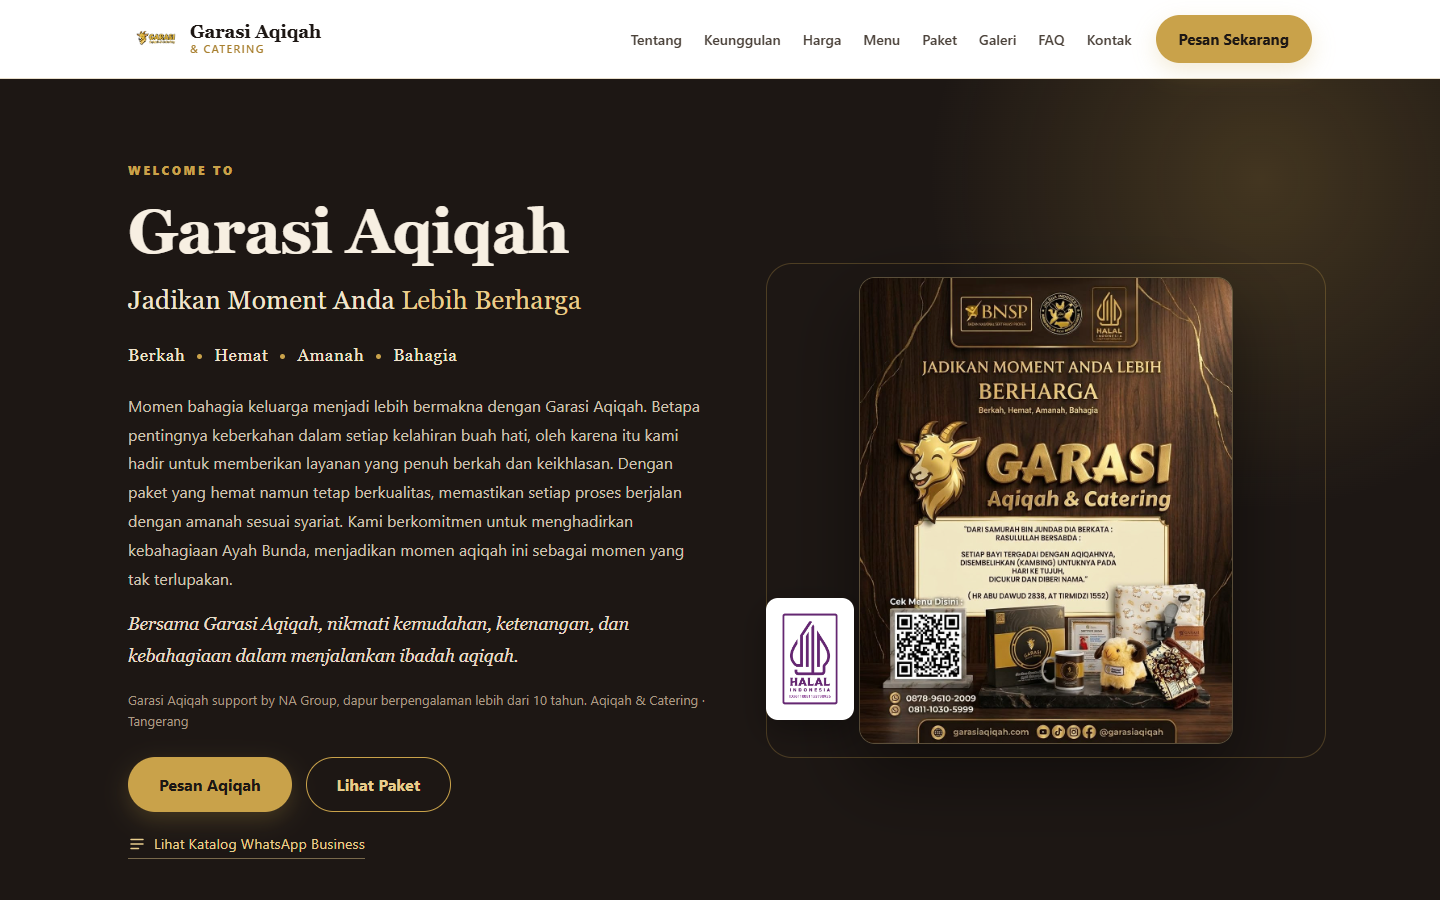 GARASI
Garasi Aqiqah
& CATERING
Tentang
Keunggulan
Harga
Menu
Paket
Galeri
FAQ
Kontak
Pesan Sekarang
WELCOME TO
Garasi Aqiqah
Jadikan Moment Anda Lebih Berharga
Berkah • Hemat • Amanah • Bahagia
Momen bahagia keluarga menjadi lebih bermakna dengan Garasi Aqiqah. Betapa
pentingnya keberkahan dalam setiap kelahiran buah hati, oleh karena itu kami
hadir untuk memberikan layanan yang penuh berkah dan keikhlasan. Dengan
paket yang hemat namun tetap berkualitas, memastikan setiap proses berjalan
dengan amanah sesuai syariat. Kami berkomitmen untuk menghadirkan
kebahagiaan Ayah Bunda, menjadikan momen aqiqah ini sebagai momen yang
tak terlupakan.
Bersama Garasi Aqiqah, nikmati kemudahan, ketenangan, dan
kebahagiaan dalam menjalankan ibadah aqiqah.
Garasi Aqiqah support by NA Group, dapur berpengalaman lebih dari 10 tahun. Aqiqah & Catering ·
Tangerang
Pesan Aqiqah
Lihat Paket
Lihat Katalog WhatsApp Business
BNSP
HALAL
INDONESIA
JADIKAN MOMENT ANDA LEBIH
BERHARGA
Berkah, Hemat, Amanah, Bahagia
GARASI
Aqiqah & Catering
"DARI SAMURAH BIN JUNDAB DIA BERKATA :
RASULULLAH BERSABDA :
SETIAP BAYI TERGADAI DENGAN AQIQAHNYA,
DISEMBELIHKAN (KAMBING) UNTUKNYA PADA
HARI KE TUJUH,
DICUKUR DAN DIBERI NAMA."
( HR ABU DAWUD 2838, AT TIRMIDZI 1552)
Cek Menu Disini :
GARASI
0878-9610-2009
0811-1030-5999
garasiaqiqah.com
@garasiaqiqah
HALAL
INDONESIA